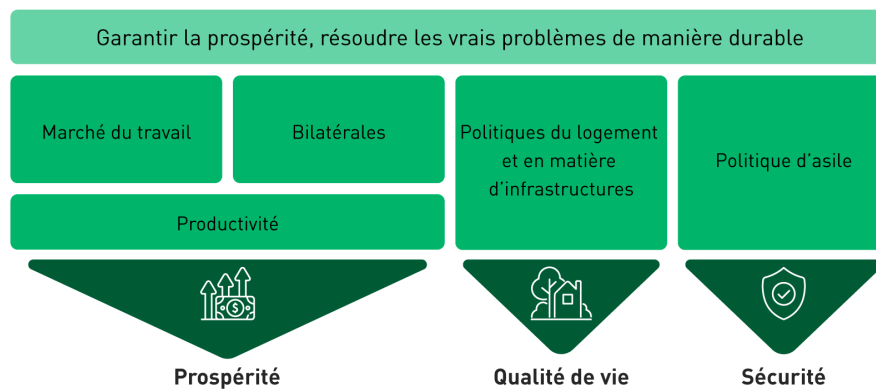 Garantir la prospérité, résoudre les vrais problèmes de manière durable
Marché du travail
Bilatérales
Productivité
Politiques du logement
et en matière
d'infrastructures
Politique d'asile
$
Prospérité
Qualité de vie
Sécurité